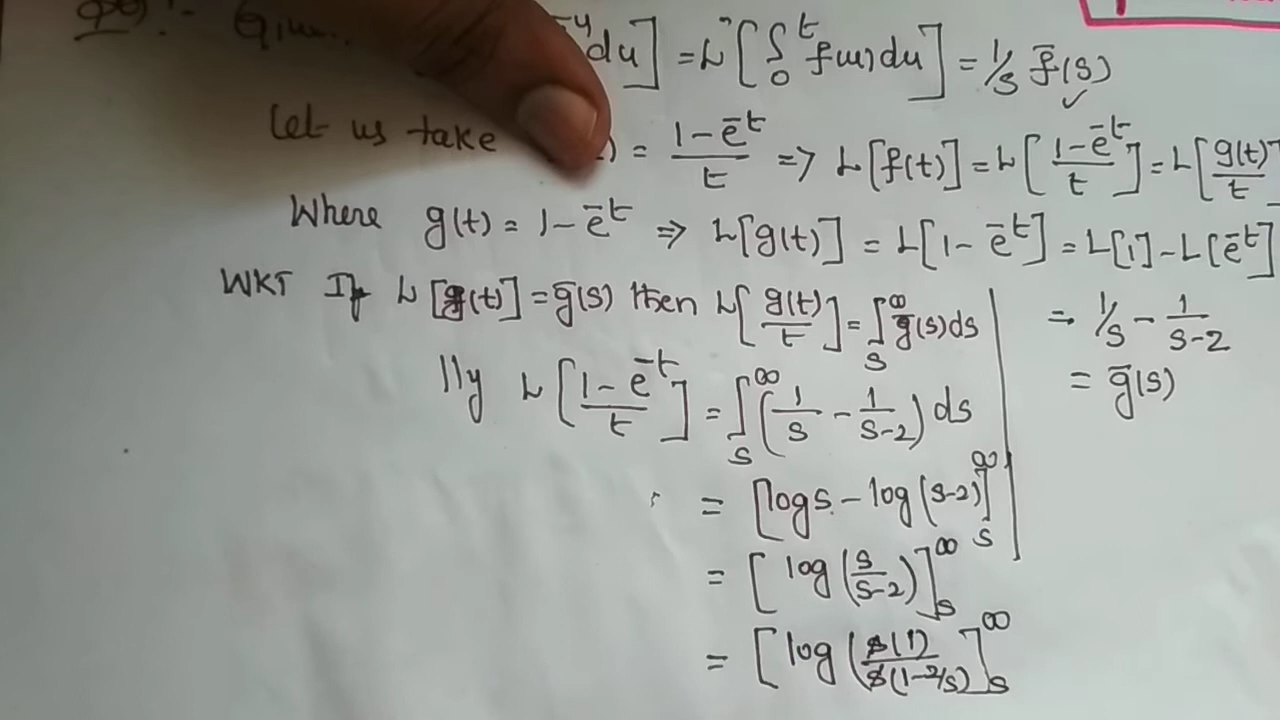 du] = L[∫₀ᵗ f(u)du] = 1/s f̄(s)
Let us take = (1-e^-t)/t => L[f(t)] = L[(1-e^-t)/t] = L[g(t)/t]
Where g(t) = 1-e^-t => L[g(t)] = L[1-e^-t] = L[1]-L[e^-t]
WKT If L[g(t)] = ḡ(s) then L[g(t)/t] = ∫ₛ^∞ ḡ(s)ds
= 1/s - 1/(s-2)
= ḡ(s)
lly L[(1-e^-t)/t] = ∫ₛ^∞ (1/s - 1/(s-2)) ds
= [log s - log(s-2)]ₛ^∞
= [log(s/(s-2))]ₛ^∞
= [log(s(1)/s(1-2/s)]ₛ^∞